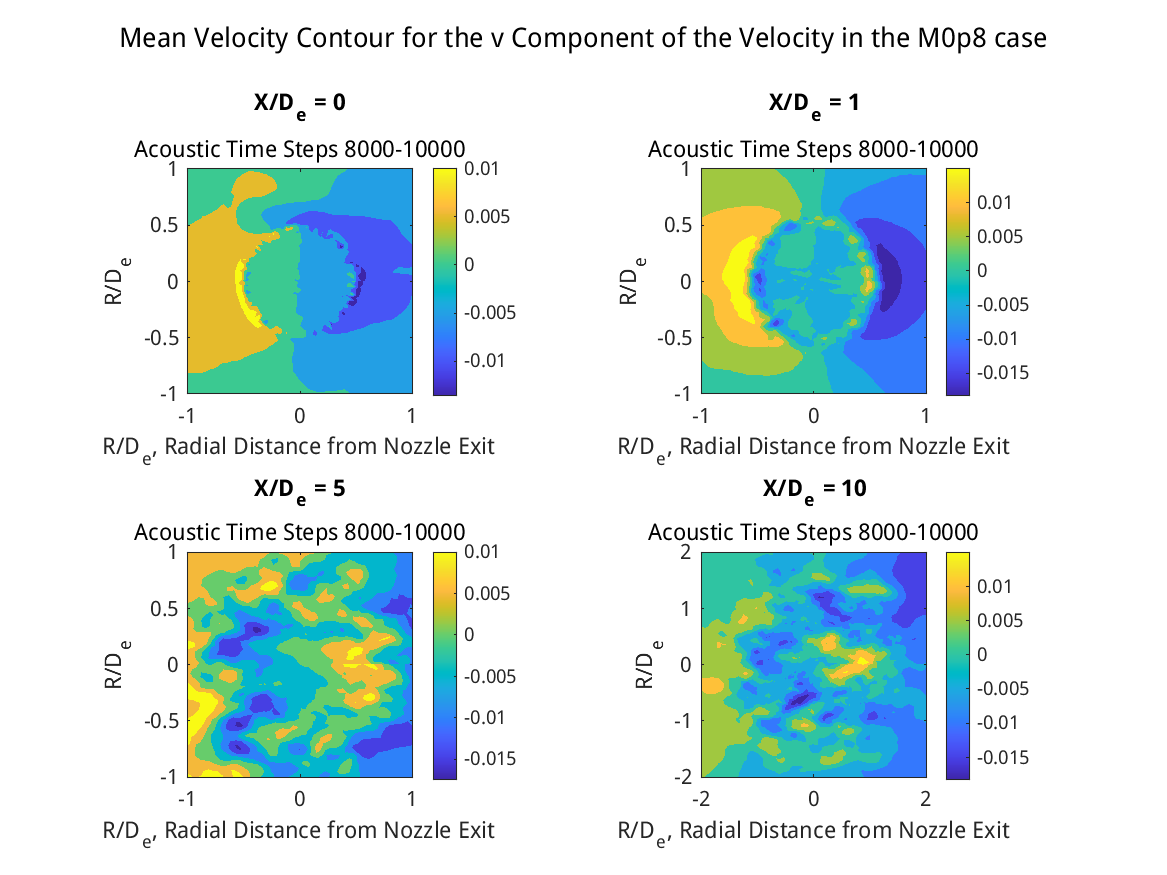 Mean Velocity Contour for the v Component of the Velocity in the M0p8 case
X/De = 0
Acoustic Time Steps 8000-10000
1
0.5
0
-0.5
-1
-1 0 1
R/De
R/De, Radial Distance from Nozzle Exit
0.01
0.005
0
-0.005
-0.01
X/De = 1
Acoustic Time Steps 8000-10000
1
0.5
0
-0.5
-1
-1 0 1
R/De
R/De, Radial Distance from Nozzle Exit
0.01
0.005
0
-0.005
-0.01
-0.015
X/De = 5
Acoustic Time Steps 8000-10000
1
0.5
0
-0.5
-1
-1 0 1
R/De
R/De, Radial Distance from Nozzle Exit
0.01
0.005
0
-0.005
-0.01
-0.015
X/De = 10
Acoustic Time Steps 8000-10000
2
1
0
-1
-2
-2 0 2
R/De
R/De, Radial Distance from Nozzle Exit
0.01
0.005
0
-0.005
-0.01
-0.015